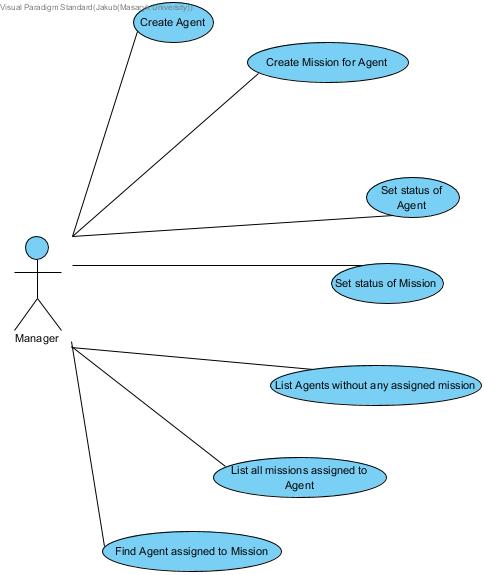 Visual Paradigm Standard(Jakub(Masaryk University))
Create Agent
Create Mission for Agent
Set status of
Agent
Set status of Mission
Manager
List Agents without any assigned mission
List all missions assigned to
Agent
Find Agent assigned to Mission